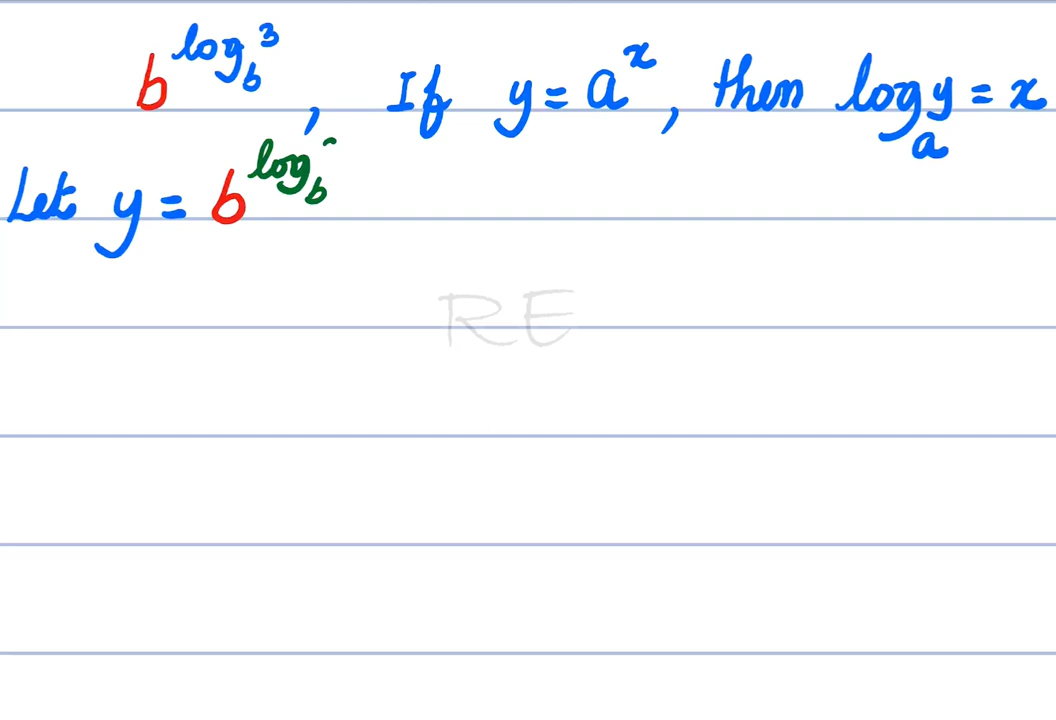 b^{log_b 3}, If y = a^x, then log_a y = x
Let y = b^{log_b
RE